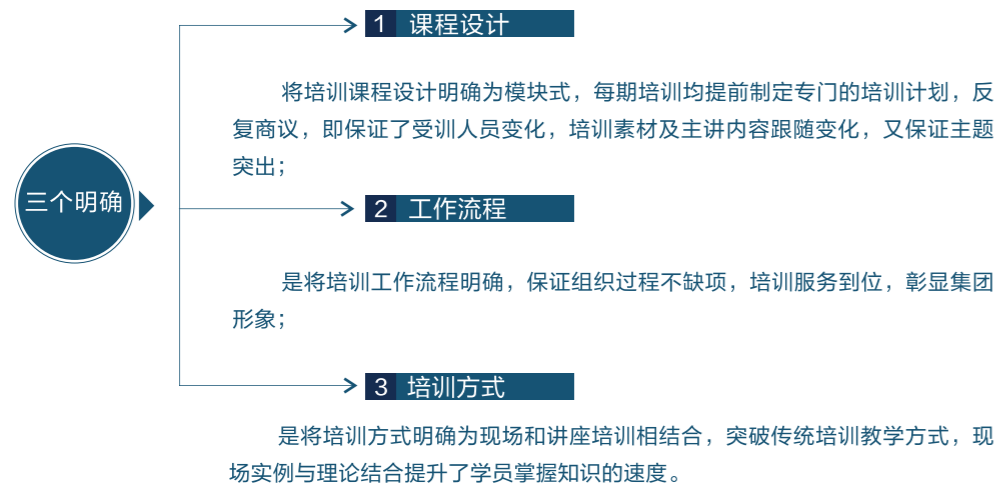 三个明确
1 课程设计
将培训课程设计明确为模块式，每期培训均提前制定专门的培训计划，反
复商议，即保证了受训人员变化，培训素材及主讲内容跟随变化，又保证主题
突出；
2 工作流程
是将培训工作流程明确，保证组织过程不缺项，培训服务到位，彰显集团
形象；
3 培训方式
是将培训方式明确为现场和讲座培训相结合，突破传统培训教学方式，现
场实例与理论结合提升了学员掌握知识的速度。